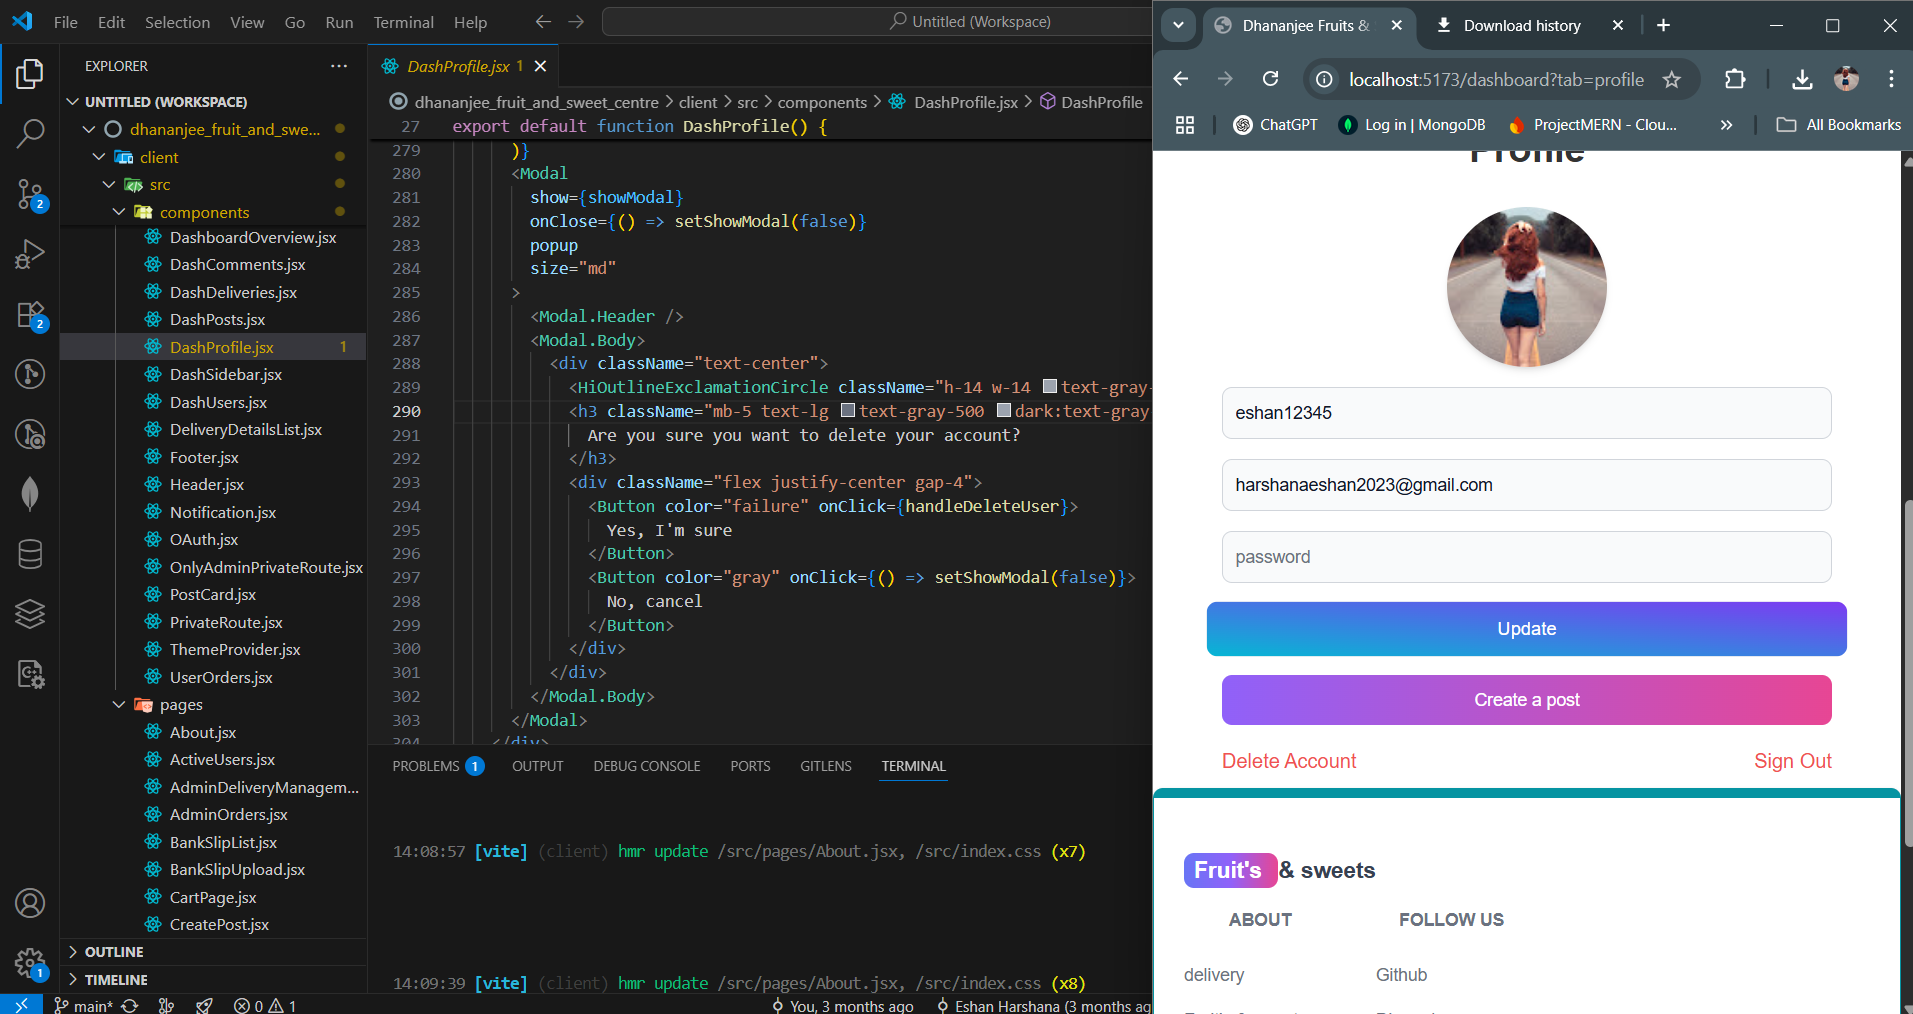 File Edit Selection View Go Run Terminal Help
Untitled (Workspace)
EXPLORER
UNTITLED (WORKSPACE)
dhananjee_fruit_and_swe...
client
src
components
DashboardOverview.jsx
DashComments.jsx
DashDeliveries.jsx
DashPosts.jsx
DashProfile.jsx 1
DashSidebar.jsx
DashUsers.jsx
DeliveryDetailsList.jsx
Footer.jsx
Header.jsx
Notification.jsx
OAuth.jsx
OnlyAdminPrivateRoute.jsx
PostCard.jsx
PrivateRoute.jsx
ThemeProvider.jsx
UserOrders.jsx
pages
About.jsx
ActiveUsers.jsx
AdminDeliveryManagem...
AdminOrders.jsx
BankSlipList.jsx
BankSlipUpload.jsx
CartPage.jsx
CreatePost.jsx
OUTLINE
TIMELINE
2
2
1
DashProfile.jsx 1
dhananjee_fruit_and_sweet_centre > client > src > components > DashProfile.jsx > DashProfile
27 export default function DashProfile() {
279 )}
280 <Modal
281 show={showModal}
282 onClose={() => setShowModal(false)}
283 popup
284 size="md"
285 >
286 <Modal.Header />
287 <Modal.Body>
288 <div className="text-center">
289 <HiOutlineExclamationCircle className="h-14 w-14 text-gray-
290 <h3 className="mb-5 text-lg text-gray-500 dark:text-gray
291 Are you sure you want to delete your account?
292 </h3>
293 <div className="flex justify-center gap-4">
294 <Button color="failure" onClick={handleDeleteUser}>
295 Yes, I'm sure
296 </Button>
297 <Button color="gray" onClick={() => setShowModal(false)}>
298 No, cancel
299 </Button>
300 </div>
301 </div>
302 </Modal.Body>
303 </Modal>
304 </div>
PROBLEMS 1 OUTPUT DEBUG CONSOLE PORTS GITLENS TERMINAL
14:08:57 [vite] (client) hmr update /src/pages/About.jsx, /src/index.css (x7)
14:09:39 [vite] (client) hmr update /src/pages/About.jsx, /src/index.css (x8)
main* 0 1 You, 3 months ago Eshan Harshana (3 months ag
Dhananjee Fruits & Download history
localhost:5173/dashboard?tab=profile
ChatGPT Log in | MongoDB ProjectMERN - Clou... » All Bookmarks
Profile
eshan12345
harshanaeshan2023@gmail.com
password
Update
Create a post
Delete Account Sign Out
Fruit's & sweets
ABOUT FOLLOW US
delivery Github